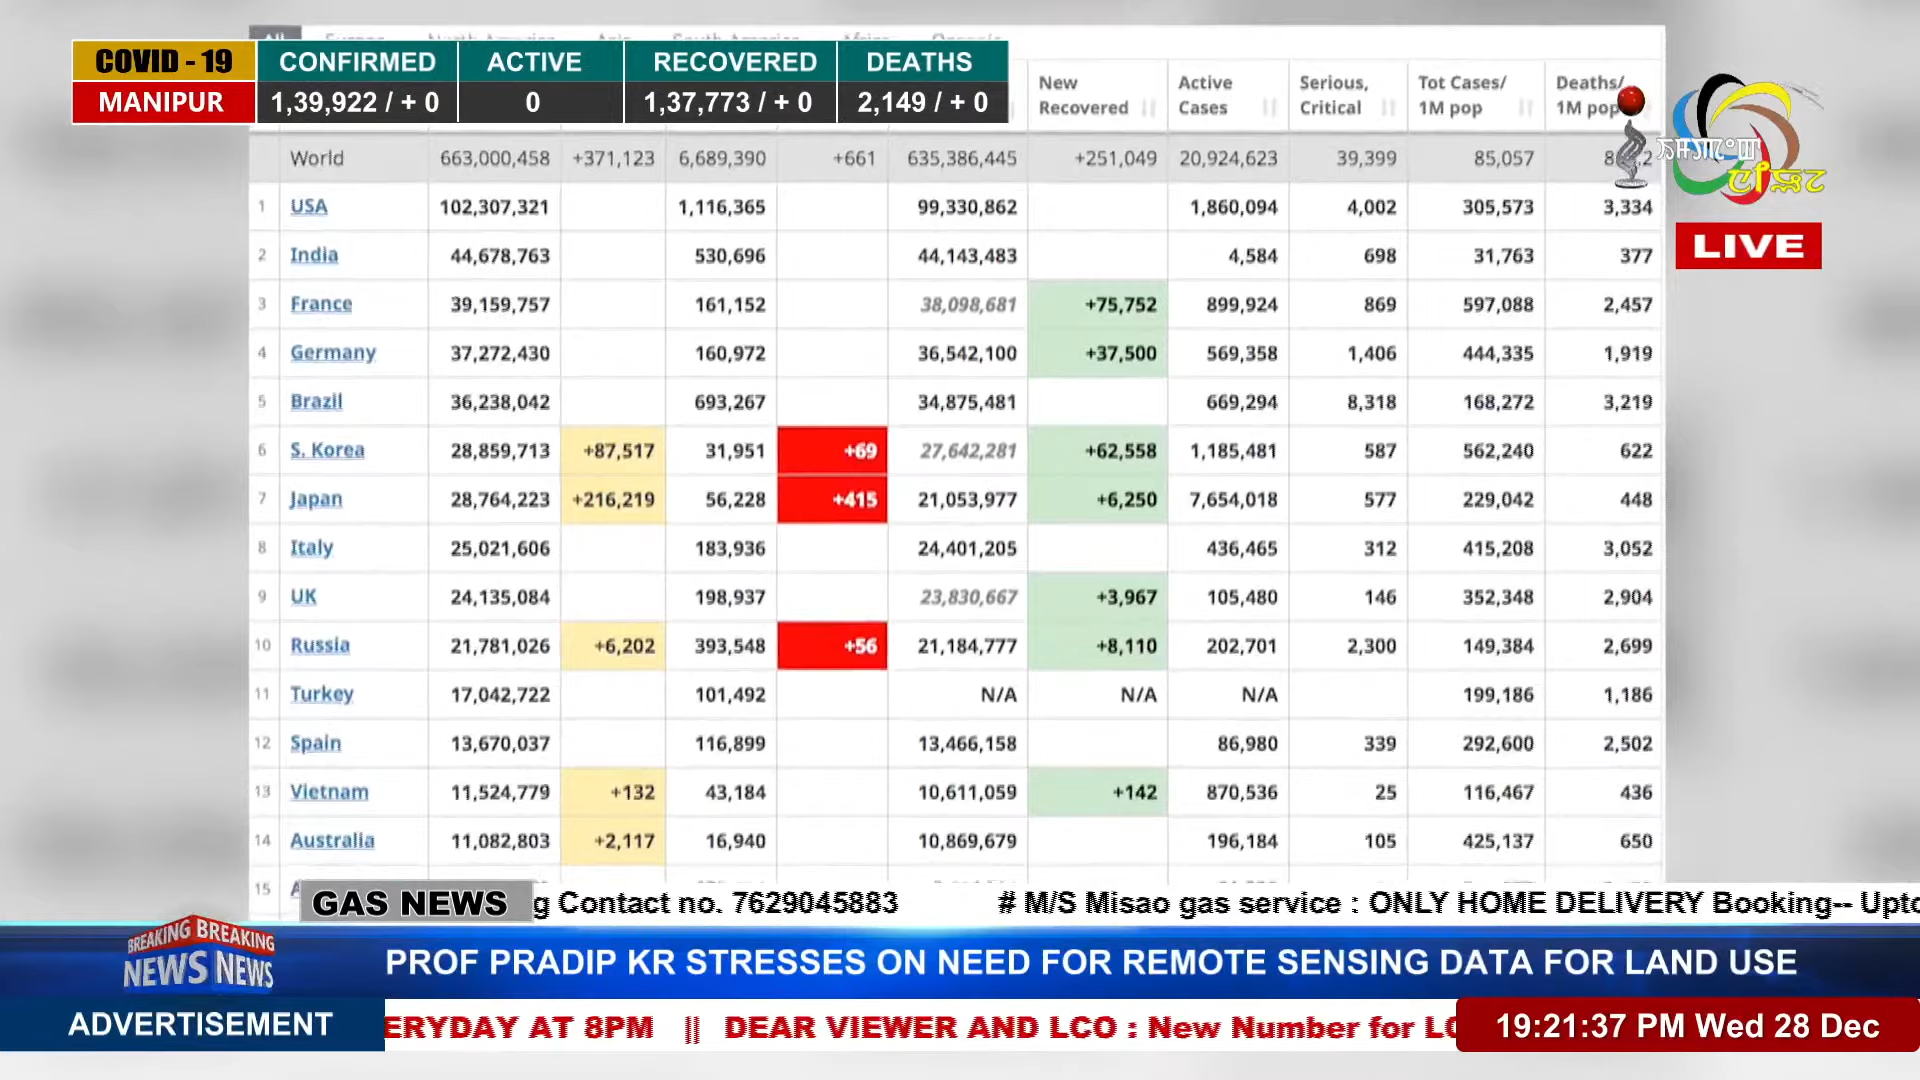 COVID - 19 CONFIRMED ACTIVE RECOVERED DEATHS
MANIPUR 1,39,922 / + 0 0 1,37,773 / + 0 2,149 / + 0
New Recovered Active Cases Serious, Critical Tot Cases/ 1M pop Deaths/ 1M pop
World 663,000,458 +371,123 6,689,390 +661 635,386,445 +251,049 20,924,623 39,399 85,057
1 USA 102,307,321 1,116,365 99,330,862 1,860,094 4,002 305,573 3,334
2 India 44,678,763 530,696 44,143,483 4,584 698 31,763 377
3 France 39,159,757 161,152 38,098,681 +75,752 899,924 869 597,088 2,457
4 Germany 37,272,430 160,972 36,542,100 +37,500 569,358 1,406 444,335 1,919
5 Brazil 36,238,042 693,267 34,875,481 669,294 8,318 168,272 3,219
6 S. Korea 28,859,713 +87,517 31,951 +69 27,642,281 +62,558 1,185,481 587 562,240 622
7 Japan 28,764,223 +216,219 56,228 +415 21,053,977 +6,250 7,654,018 577 229,042 448
8 Italy 25,021,606 183,936 24,401,205 436,465 312 415,208 3,052
9 UK 24,135,084 198,937 23,830,667 +3,967 105,480 146 352,348 2,904
10 Russia 21,781,026 +6,202 393,548 +56 21,184,777 +8,110 202,701 2,300 149,384 2,699
11 Turkey 17,042,722 101,492 N/A N/A N/A 199,186 1,186
12 Spain 13,670,037 116,899 13,466,158 86,980 339 292,600 2,502
13 Vietnam 11,524,779 +132 43,184 10,611,059 +142 870,536 25 116,467 436
14 Australia 11,082,803 +2,117 16,940 10,869,679 196,184 105 425,137 650
15
LIVE
GAS NEWS g Contact no. 7629045883 # M/S Misao gas service : ONLY HOME DELIVERY Booking-- Upto
BREAKING BREAKING
NEWS NEWS
PROF PRADIP KR STRESSES ON NEED FOR REMOTE SENSING DATA FOR LAND USE
ADVERTISEMENT ERYDAY AT 8PM || DEAR VIEWER AND LCO : New Number for LC
19:21:37 PM Wed 28 Dec